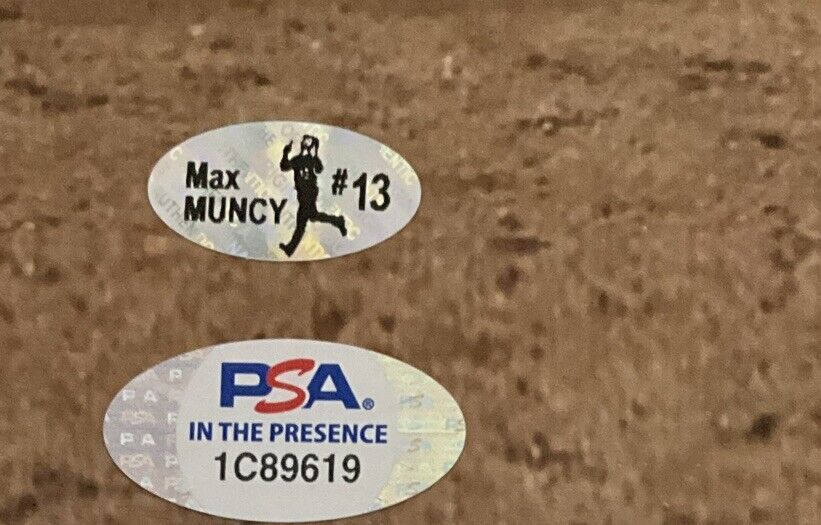 Max
MUNCY
#13
PSA®
IN THE PRESENCE
1C89619